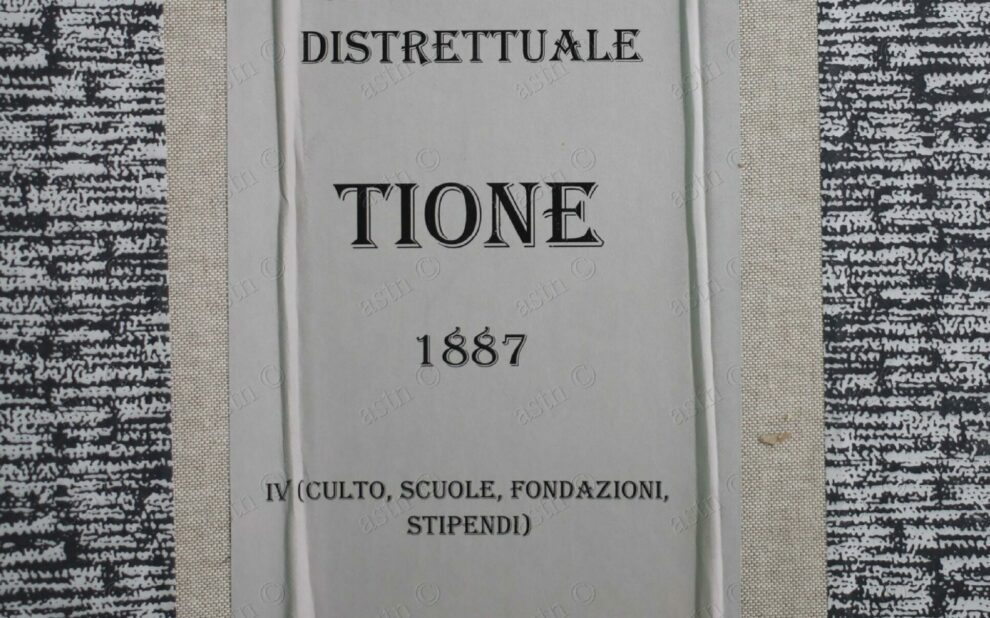 DISTRETTUALE
TIONE
1887
IV (CULTO, SCUOLE, FONDAZIONI,
STIPENDI)